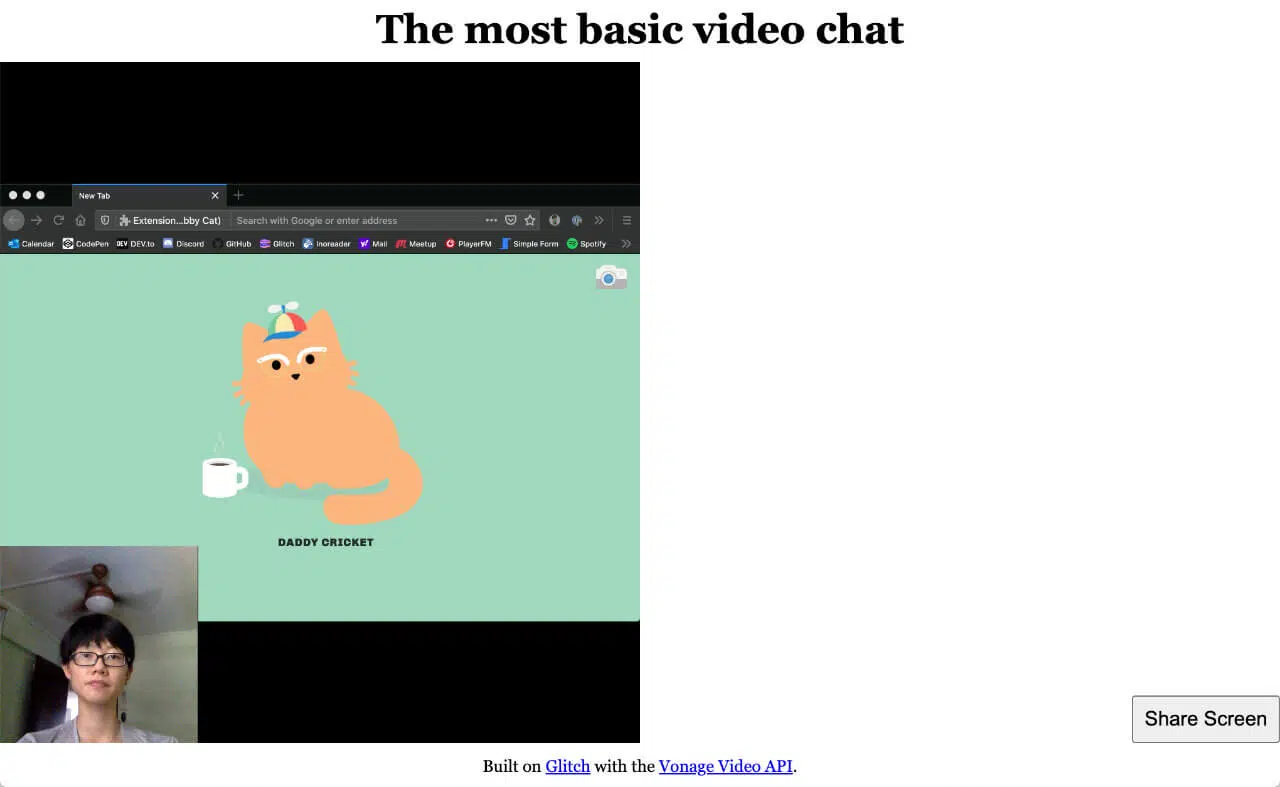 The most basic video chat
New Tab
Extension...bby Cat) Search with Google or enter address
Calendar CodePen DEV DEV.to Discord GitHub Glitch Inoreader Mail Meetup PlayerFM Simple Form Spotify
DADDY CRICKET
Share Screen
Built on Glitch with the Vonage Video API.